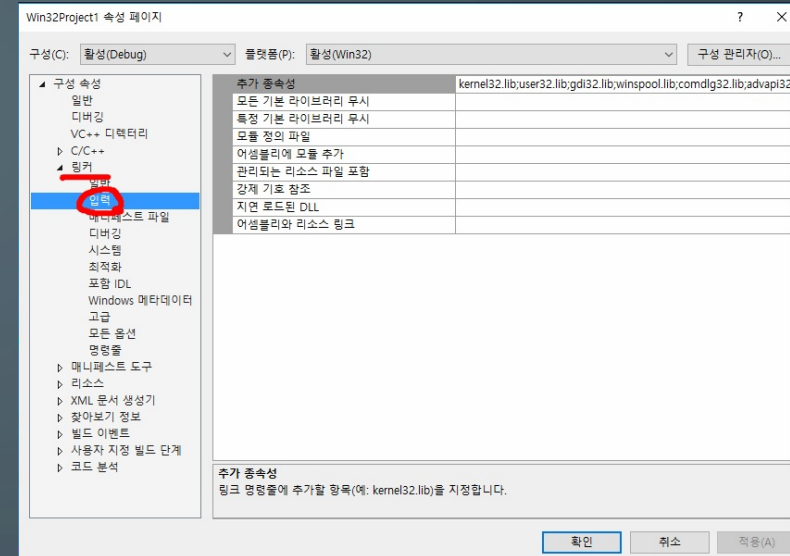 Win32Project1 속성 페이지
? ×
구성(C): 활성(Debug) 플랫폼(P): 활성(Win32) 구성 관리자(O)...
구성 속성
일반
디버깅
VC++ 디렉터리
C/C++
링커
일반
입력
매니페스트 파일
디버깅
시스템
최적화
포함 IDL
Windows 메타데이터
고급
모든 옵션
명령줄
매니페스트 도구
리소스
XML 문서 생성기
찾아보기 정보
빌드 이벤트
사용자 지정 빌드 단계
코드 분석
추가 종속성 kernel32.lib;user32.lib;gdi32.lib;winspool.lib;comdlg32.lib;advapi32
모든 기본 라이브러리 무시
특정 기본 라이브러리 무시
모듈 정의 파일
어셈블리에 모듈 추가
관리되는 리소스 파일 포함
강제 기호 참조
지연 로드된 DLL
어셈블리와 리소스 링크
추가 종속성
링크 명령줄에 추가할 항목(예: kernel32.lib)을 지정합니다.
확인 취소 적용(A)